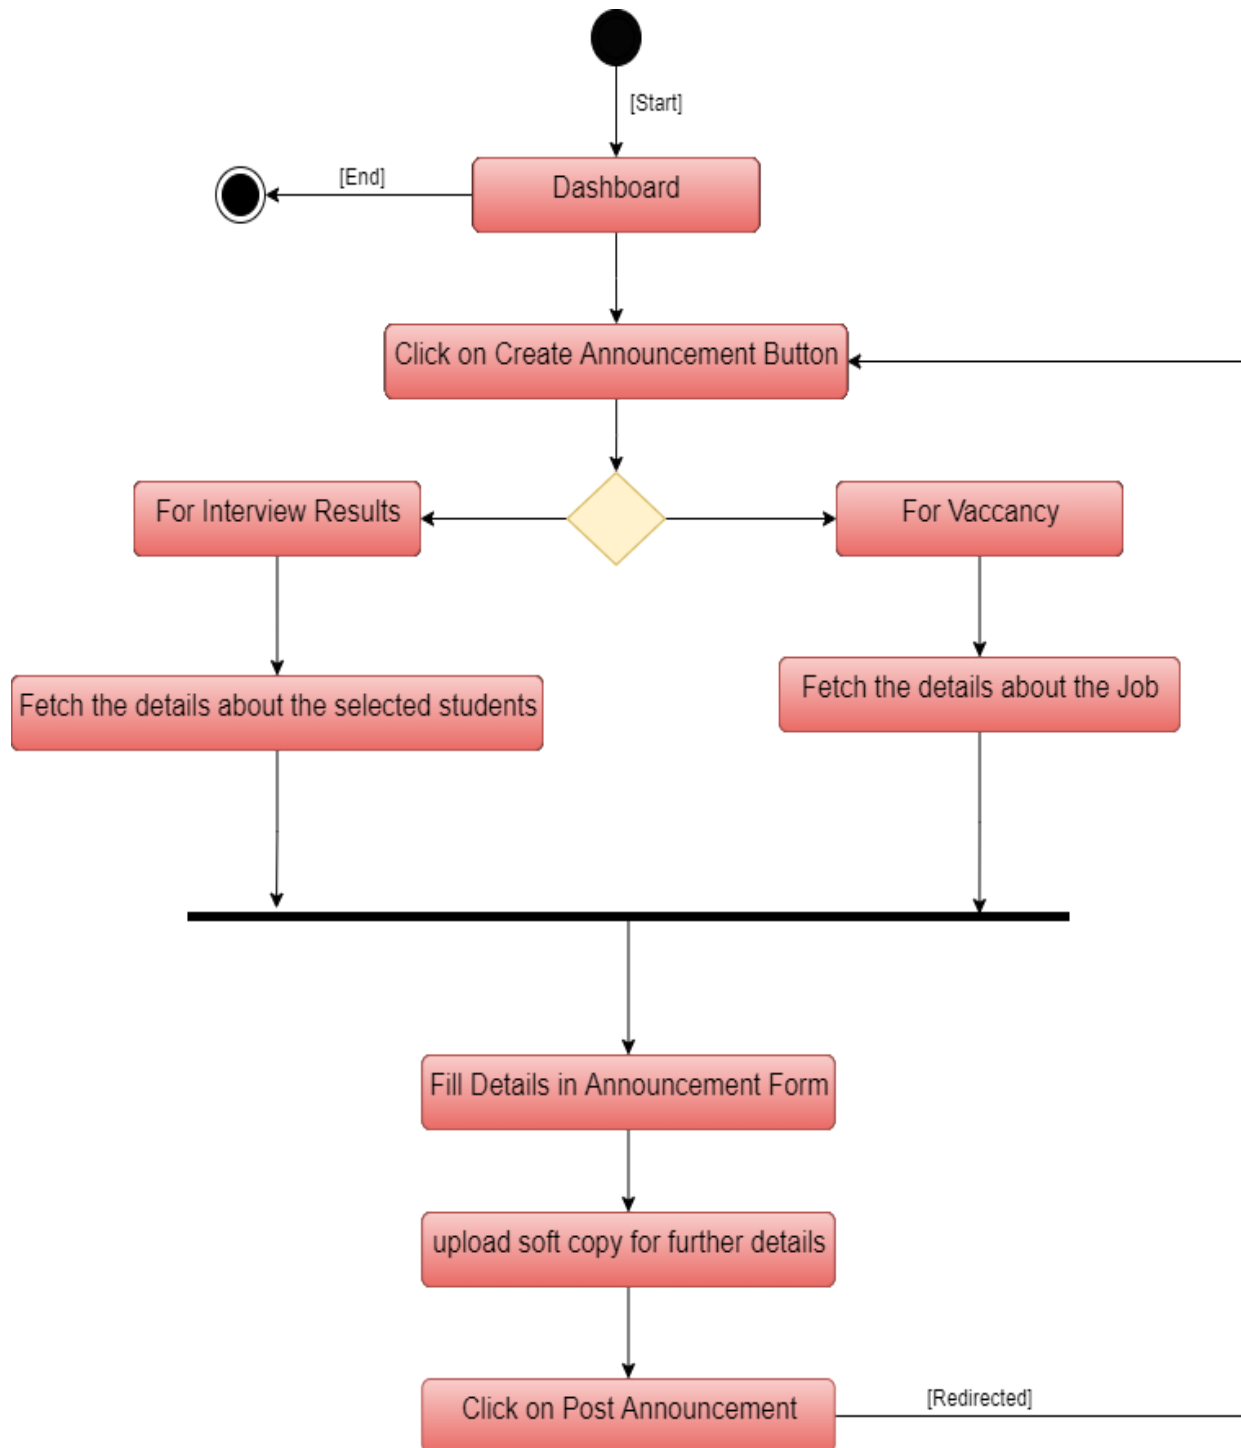 [Start]
[End]
Dashboard
Click on Create Announcement Button
For Interview Results
For Vaccancy
Fetch the details about the selected students
Fetch the details about the Job
Fill Details in Announcement Form
upload soft copy for further details
Click on Post Announcement
[Redirected]